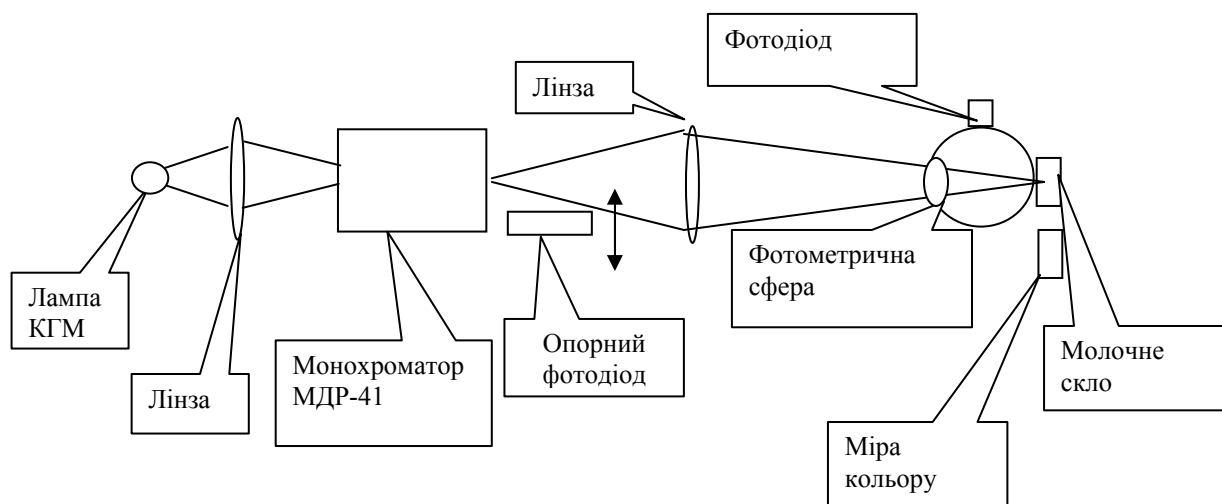 Фотодіод
Лінза
Лампа
КГМ
Лінза
Монохроматор
МДР-41
Опорний
фотодіод
Фотометрична
сфера
Молочне
скло
Міра
кольору